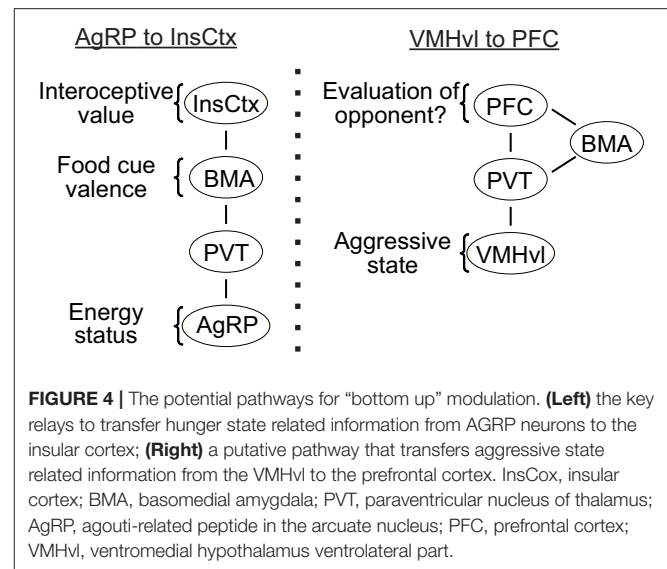 AgRP to InsCtx
Interoceptive
value
InsCtx
Food cue
valence
BMA
PVT
Energy
status
AgRP
VMHvl to PFC
Evaluation of
opponent?
PFC
BMA
PVT
Aggressive
state
VMHvl
FIGURE 4 | The potential pathways for “bottom up” modulation. (Left) the key
relays to transfer hunger state related information from AGRP neurons to the
insular cortex; (Right) a putative pathway that transfers aggressive state
related information from the VMHvl to the prefrontal cortex. InsCox, insular
cortex; BMA, basomedial amygdala; PVT, paraventricular nucleus of thalamus;
AgRP, agouti-related peptide in the arcuate nucleus; PFC, prefrontal cortex;
VMHvl, ventromedial hypothalamus ventrolateral part.